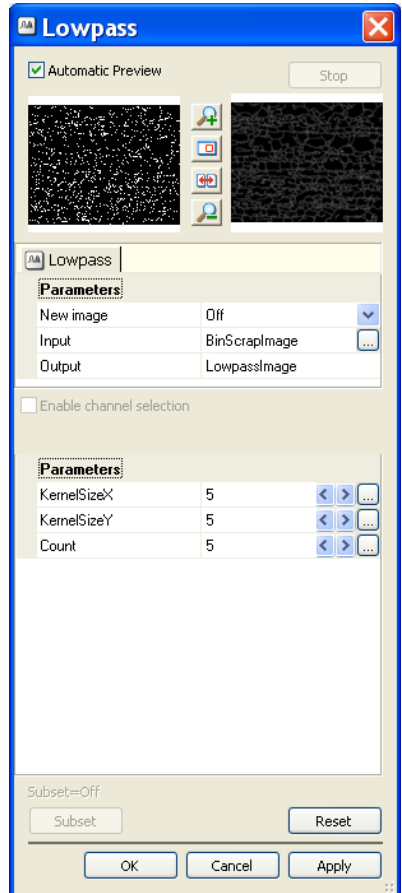 Lowpass
Automatic Preview
Stop
Lowpass
Parameters
New image Off
Input BinScrapImage ...
Output LowpassImage
Enable channel selection
Parameters
KernelSizeX 5 < > ...
KernelSizeY 5 < > ...
Count 5 < > ...
Subset=Off
Subset Reset
OK Cancel Apply